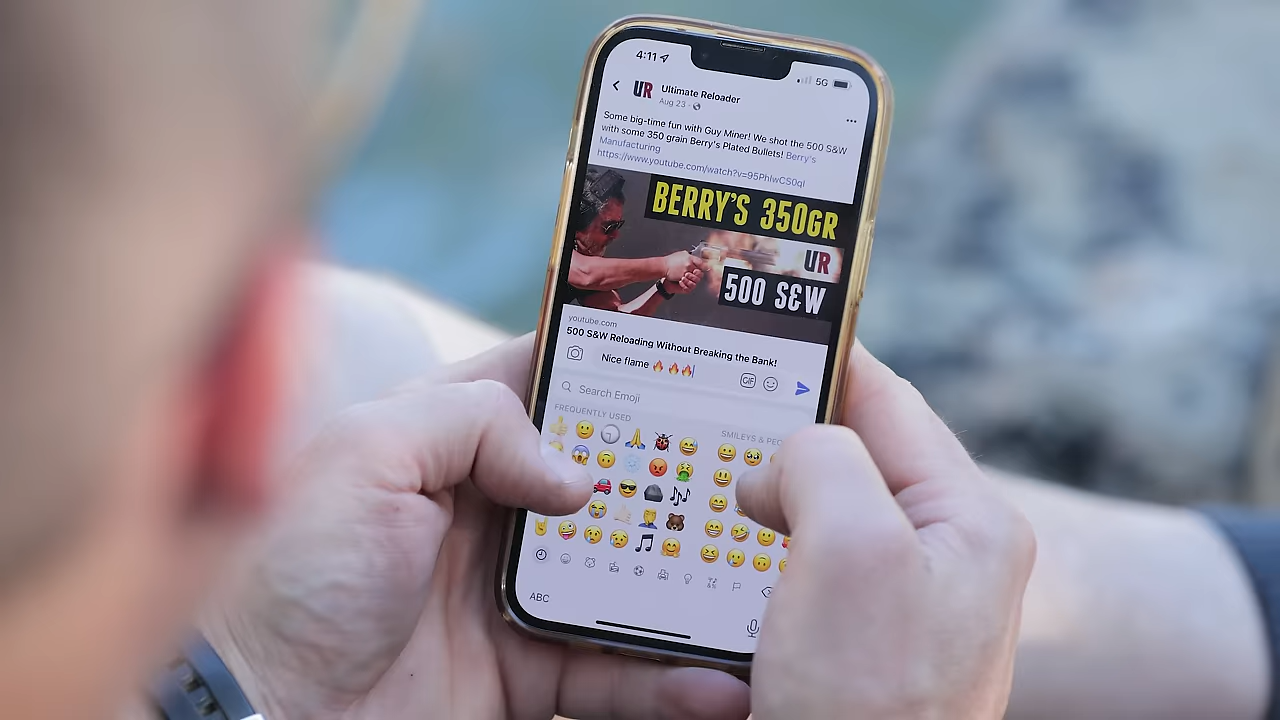 4:11
5G
UR
Ultimate Reloader
Aug 23 ·
Some big-time fun with Guy Miner! We shot the 500 S&W
with some 350 grain Berry's Plated Bullets! Berry's
Manufacturing
https://www.youtube.com/watch?v=95PhIwCS0qI
BERRY'S 350GR
UR
500 S&W
youtube.com
500 S&W Reloading Without Breaking the Bank!
Nice flame 🔥🔥🔥
GIF
Search Emoji
FREQUENTLY USED
SMILEYS & PEO
ABC